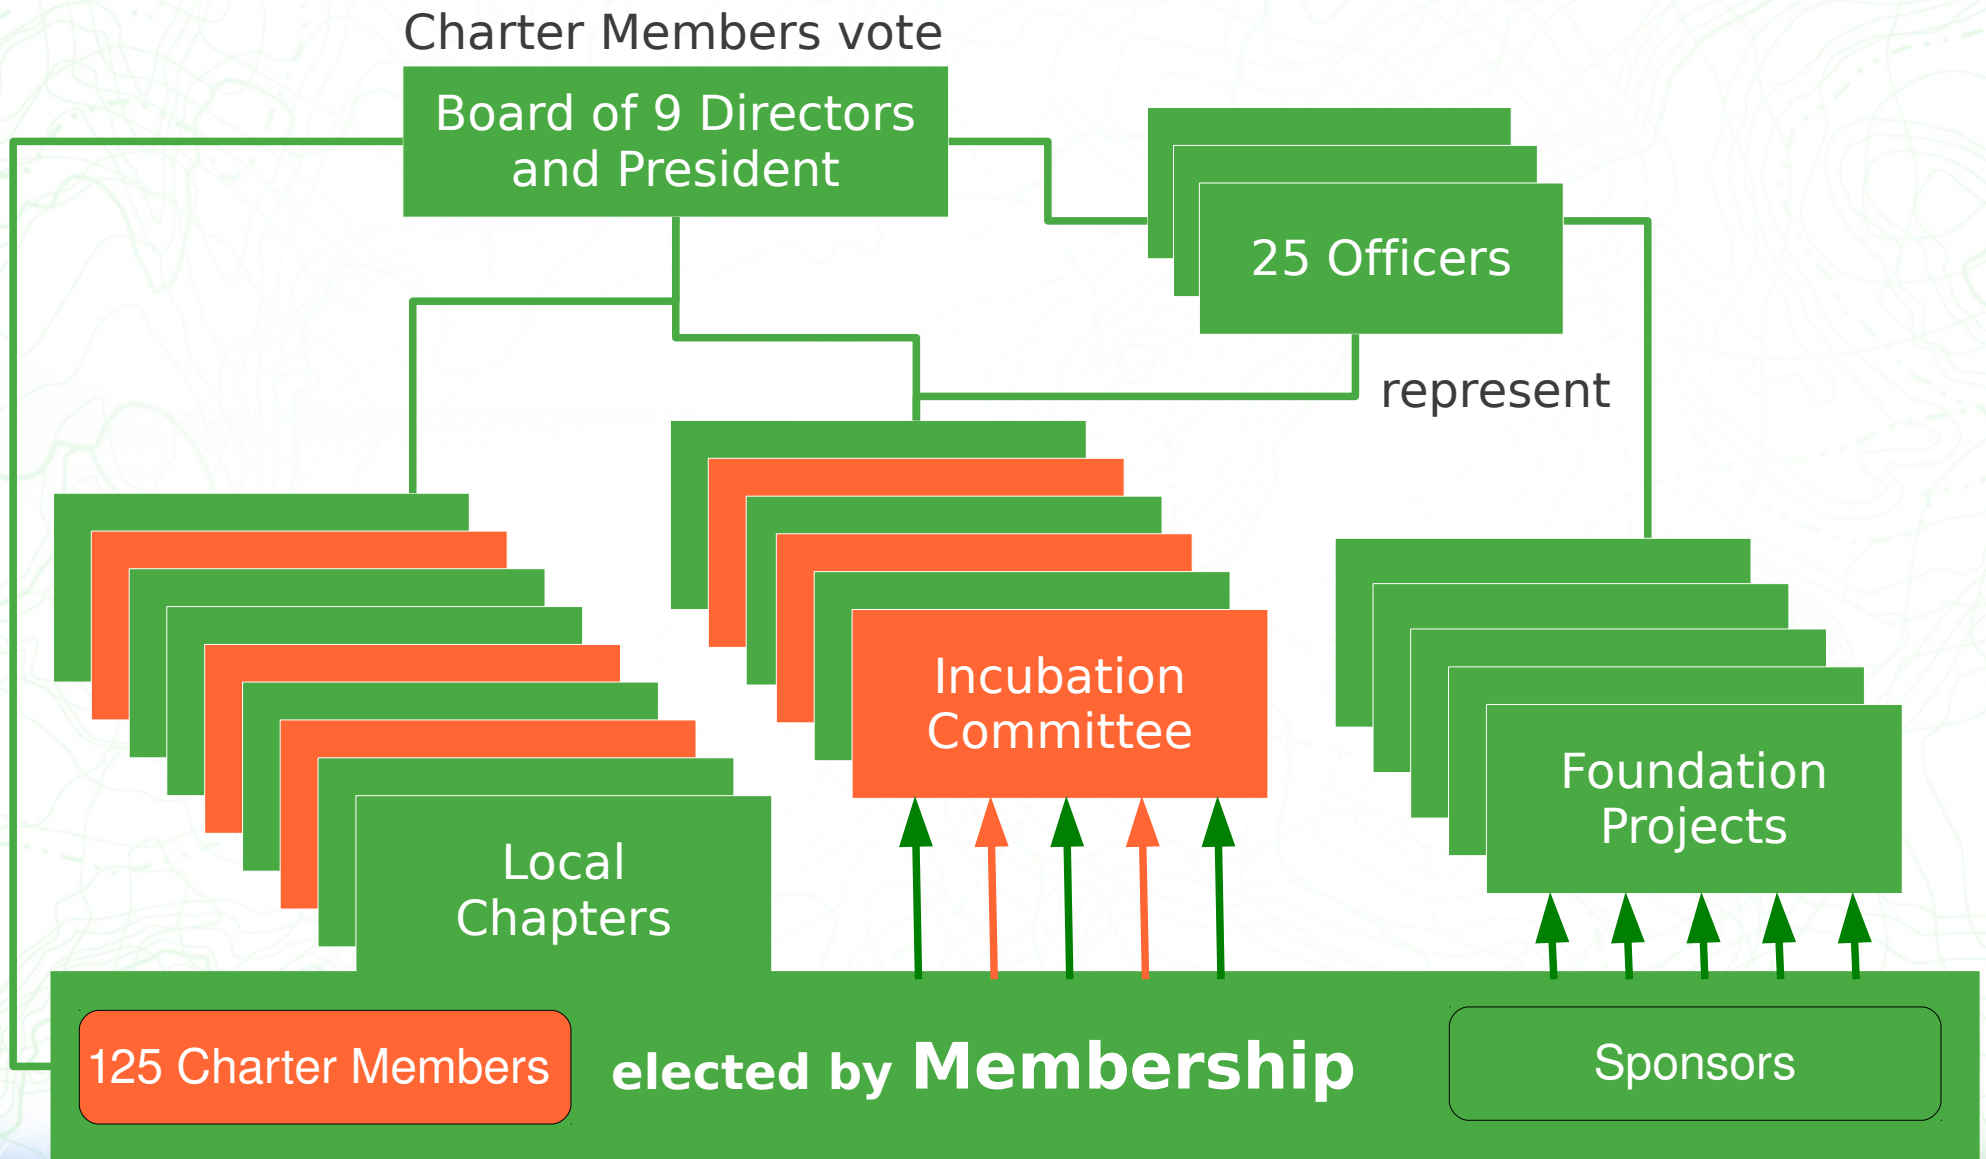 Charter Members vote
Board of 9 Directors
and President
25 Officers
represent
Incubation
Committee
Foundation
Projects
Local
Chapters
125 Charter Members
elected by Membership
Sponsors